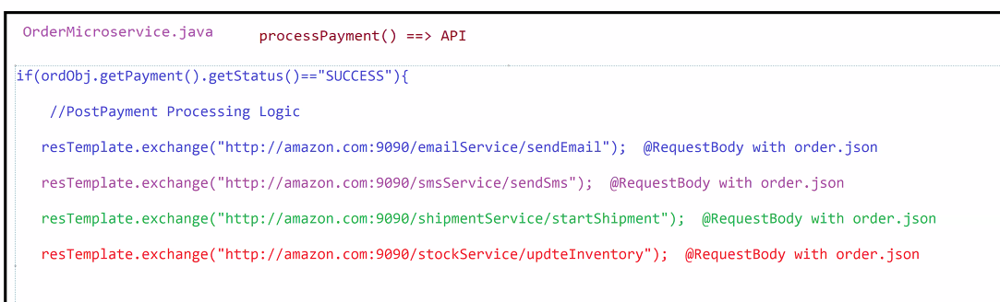 OrderMicroservice.java processPayment() ==> API
if(ordObj.getPayment().getStatus()=="SUCCESS"){
//PostPayment Processing Logic
resTemplate.exchange("http://amazon.com:9090/emailService/sendEmail"); @RequestBody with order.json
resTemplate.exchange("http://amazon.com:9090/smsService/sendSms"); @RequestBody with order.json
resTemplate.exchange("http://amazon.com:9090/shipmentService/startShipment"); @RequestBody with order.json
resTemplate.exchange("http://amazon.com:9090/stockService/updteInventory"); @RequestBody with order.json